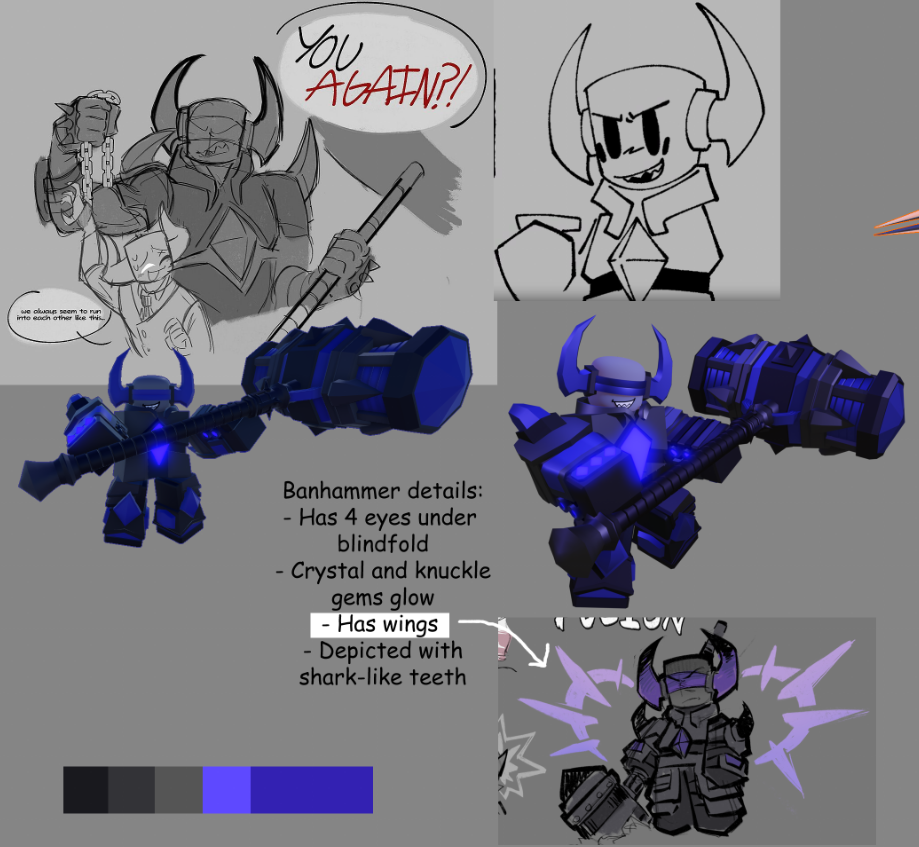 YOU
AGAIN?!
we always seem to run
into each other like this...
Banhammer details:
- Has 4 eyes under
blindfold
- Crystal and knuckle
gems glow
- Has wings
- Depicted with
shark-like teeth